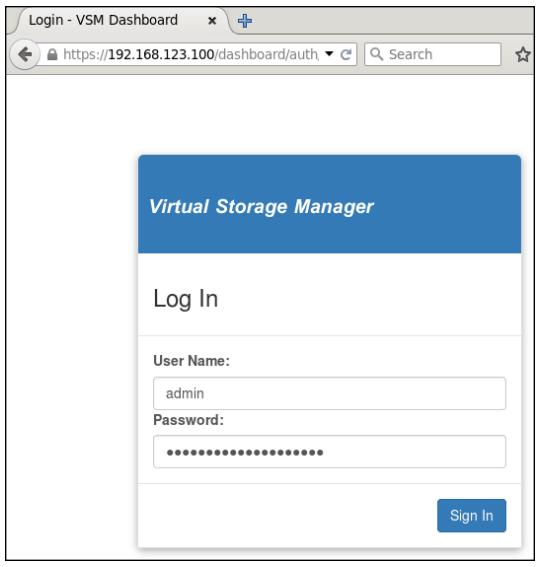 Login - VSM Dashboard
https://192.168.123.100/dashboard/auth
Search
Virtual Storage Manager
Log In
User Name:
admin
Password:
••••••••••••••••••••
Sign In